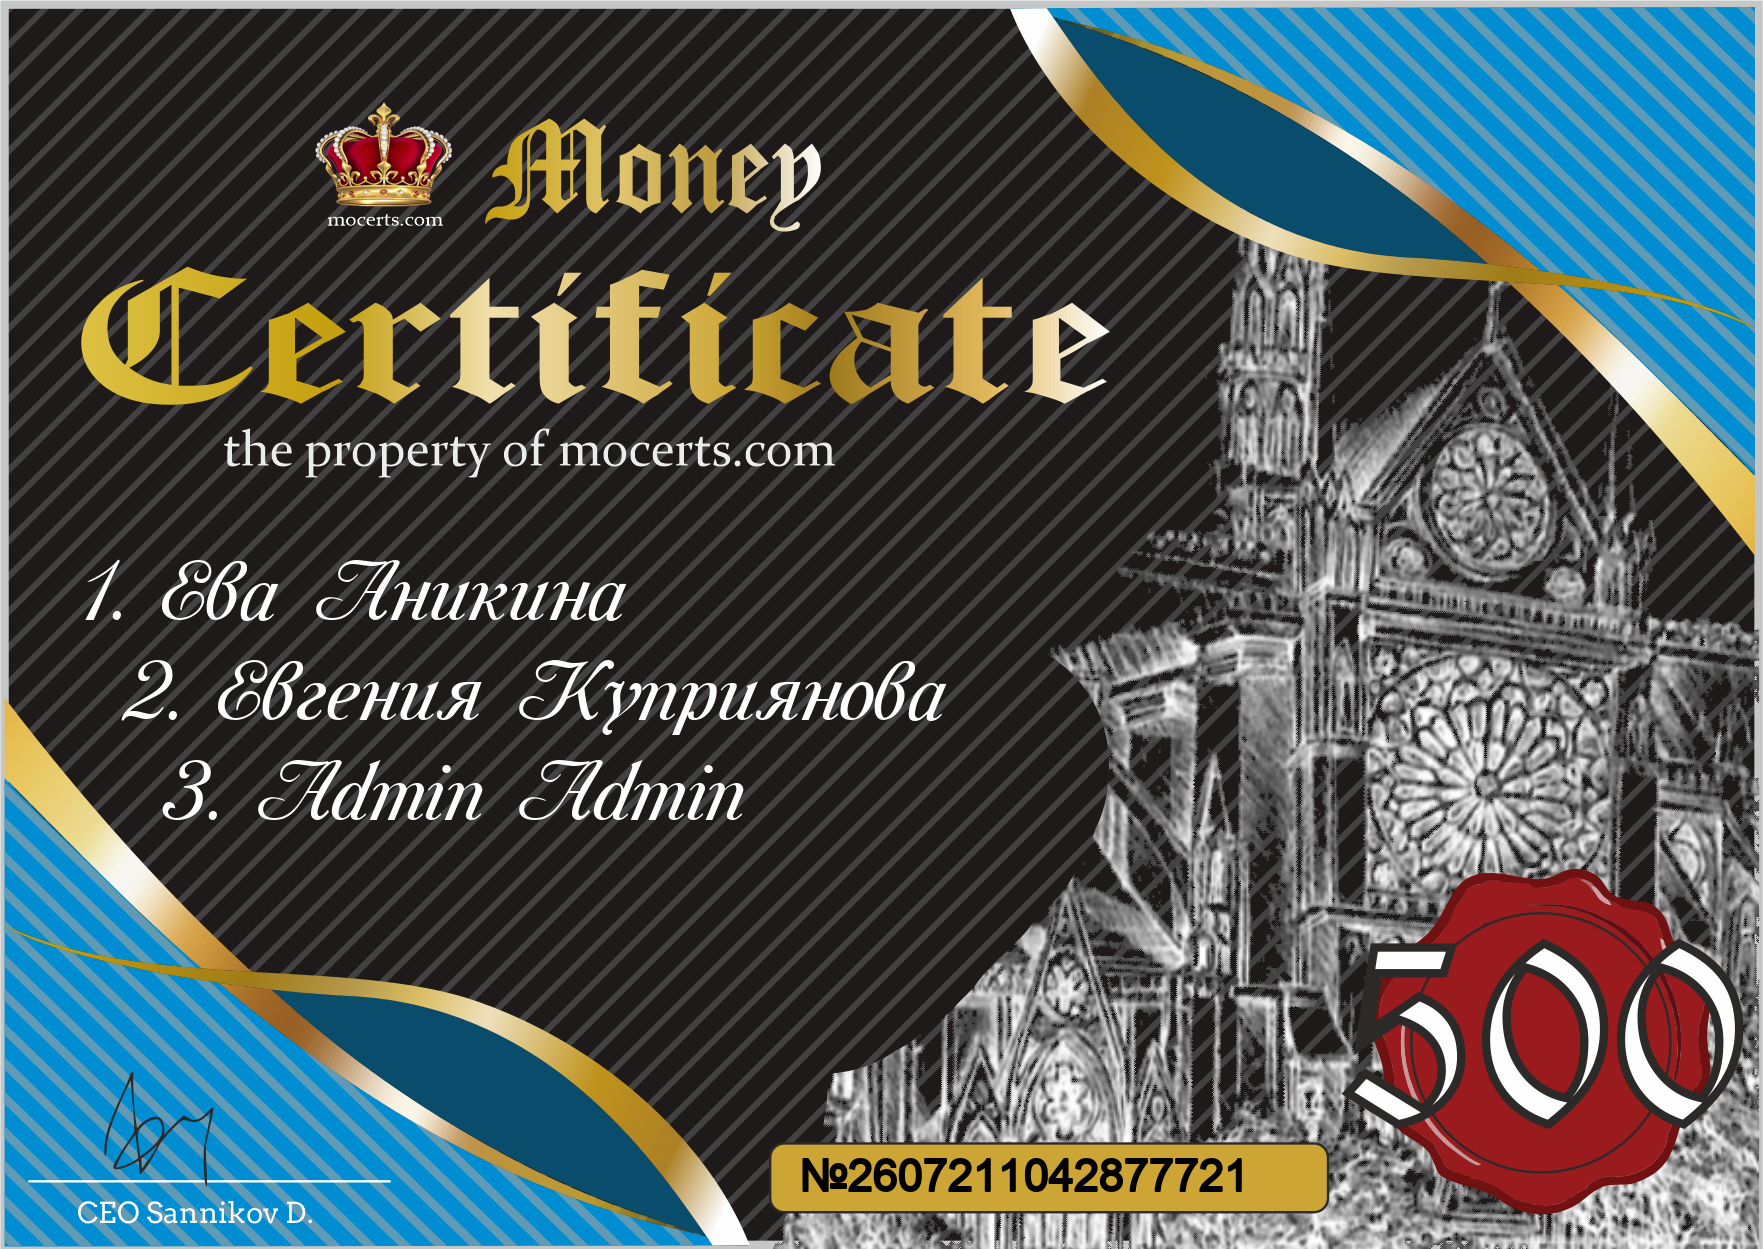 mocerts.com
Money
Certificate
the property of mocerts.com
1. Ева Аникина
2. Евгения Куприянова
3. Admin Admin
500
№2607211042877721
CEO Sannikov D.